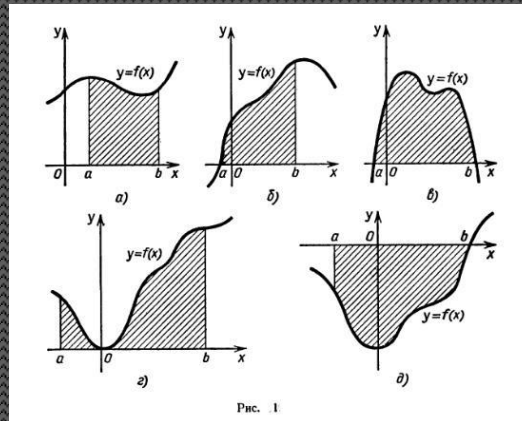 y
y=f(x)
0 a b x
а)
y
y=f(x)
a 0 b x
б)
y
y=f(x)
a 0 b x
в)
y
y=f(x)
a 0 b x
г)
y
a 0 b
x
y=f(x)
д)
Рис. 1